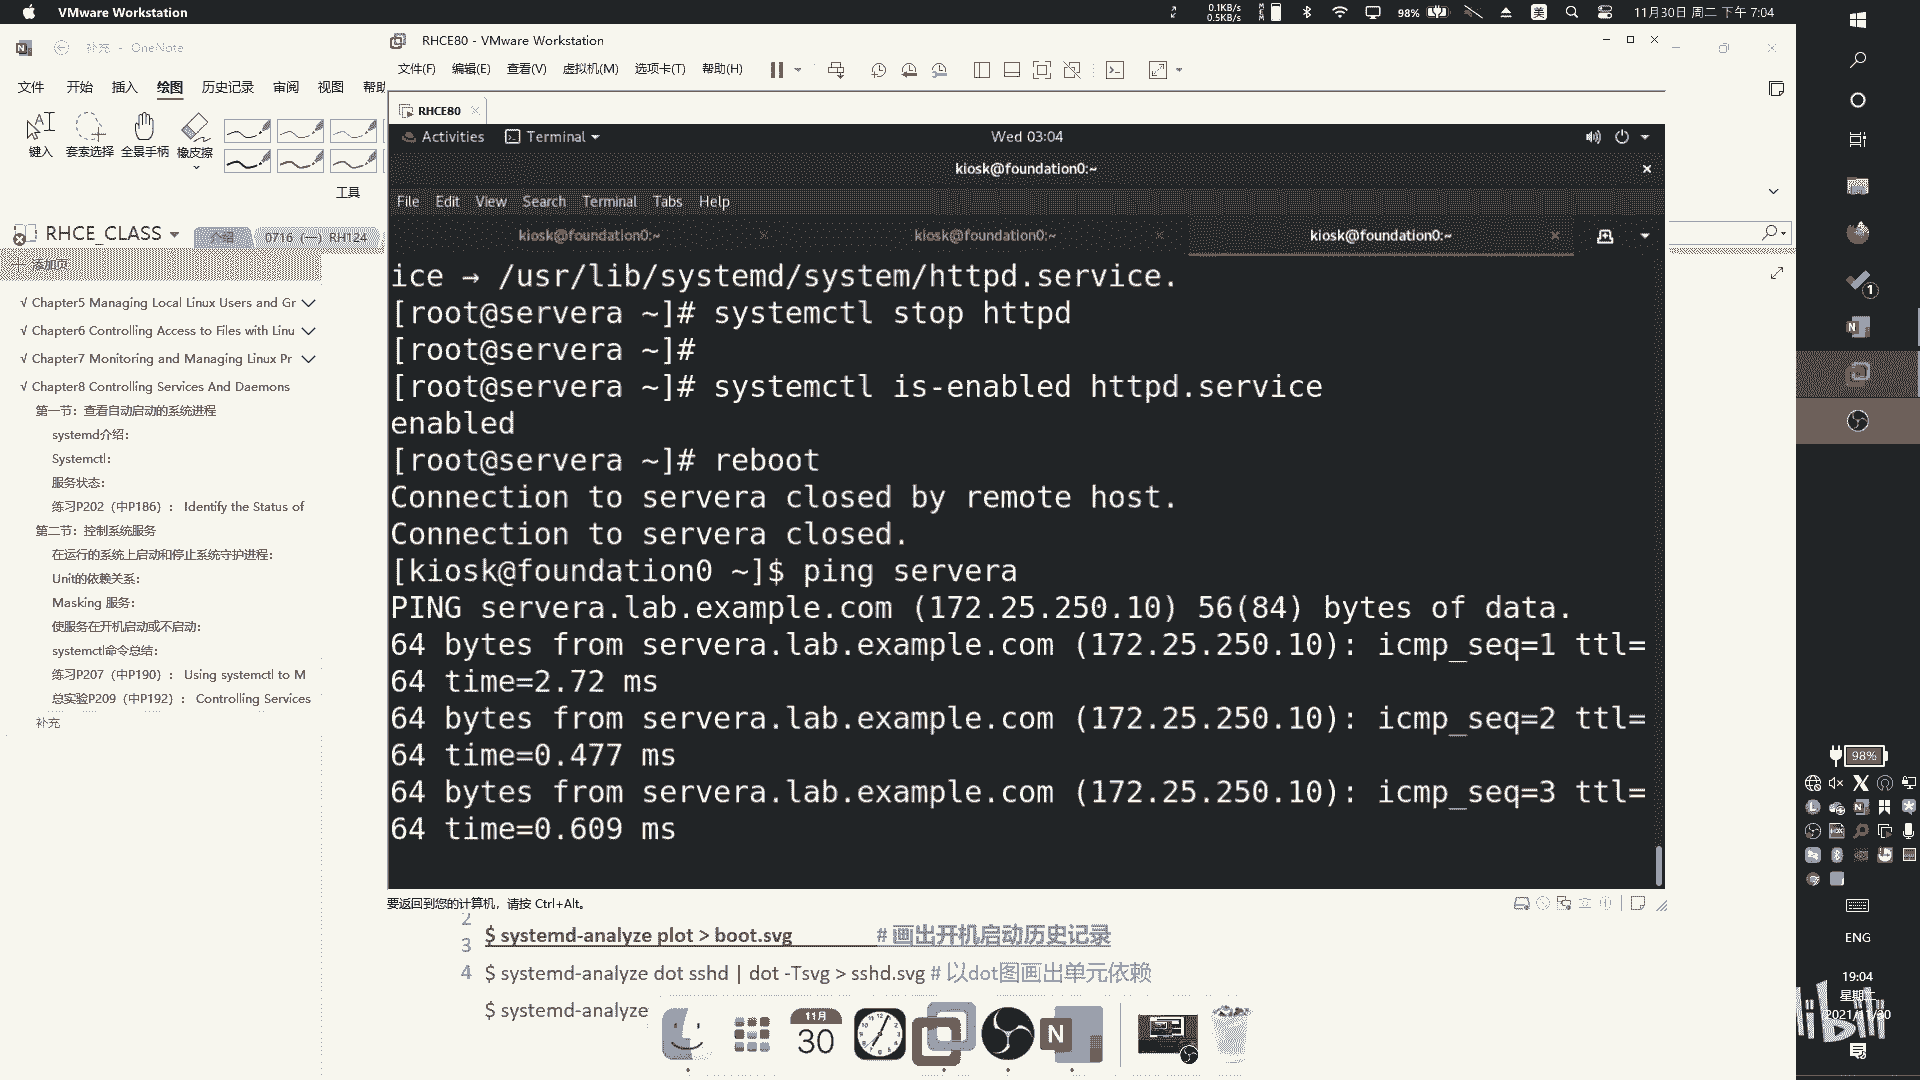 VMware Workstation
0.1KB/s
0.5KB/s
98%
美
11月30日 周二 下午 7:04
补充 - OneNote
RHCE80 - VMware Workstation
文件 开始 插入 绘图 历史记录 审阅 视图 帮助
文件(F) 编辑(E) 查看(V) 虚拟机(M) 选项卡(T) 帮助(H)
键入 套索选择 全景手柄 橡皮擦
工具
RHCE80
Activities Terminal Wed 03:04
kiosk@foundation0:~
File Edit View Search Terminal Tabs Help
kiosk@foundation0:~ kiosk@foundation0:~ kiosk@foundation0:~
RHCE_CLASS 介绍 0716 (一) RH124
添加页
√ Chapter5 Managing Local Linux Users and Gr
√ Chapter6 Controlling Access to Files with Linu
√ Chapter7 Monitoring and Managing Linux Pr
√ Chapter8 Controlling Services And Daemons
第一节：查看自动启动的系统进程
systemd介绍：
Systemctl：
服务状态：
练习P202（中P186）： Identify the Status of
第二节：控制系统服务
在运行的系统上启动和停止系统守护进程：
Unit的依赖关系：
Masking 服务：
使服务在开机启动或不启动：
systemctl命令总结：
练习P207（中P190）： Using systemctl to M
总实验P209（中P192）： Controlling Services
补充
ice → /usr/lib/systemd/system/httpd.service.
[root@servera ~]# systemctl stop httpd
[root@servera ~]#
[root@servera ~]# systemctl is-enabled httpd.service
enabled
[root@servera ~]# reboot
Connection to servera closed by remote host.
Connection to servera closed.
[kiosk@foundation0 ~]$ ping servera
PING servera.lab.example.com (172.25.250.10) 56(84) bytes of data.
64 bytes from servera.lab.example.com (172.25.250.10): icmp_seq=1 ttl=
64 time=2.72 ms
64 bytes from servera.lab.example.com (172.25.250.10): icmp_seq=2 ttl=
64 time=0.477 ms
64 bytes from servera.lab.example.com (172.25.250.10): icmp_seq=3 ttl=
64 time=0.609 ms
要返回到您的计算机，请按 Ctrl+Alt。
2
3 $ systemd-analyze plot > boot.svg # 画出开机启动历史记录
4 $ systemd-analyze dot sshd | dot -Tsvg > sshd.svg # 以dot图画出单元依赖
$ systemd-analyze
11月
30
N
1
98%
ENG
19:04
2021/11/30